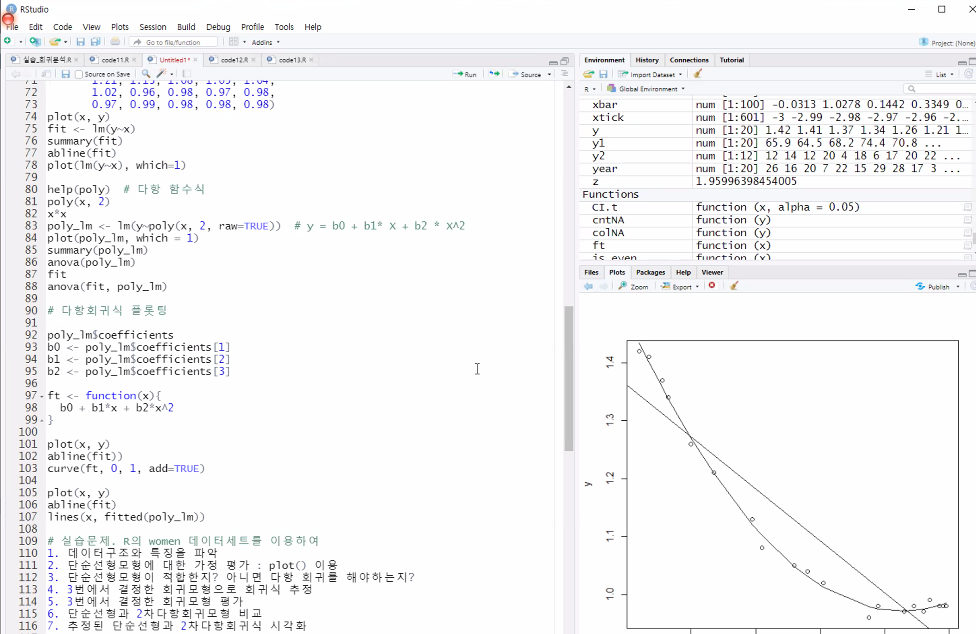 RStudio
File Edit Code View Plots Session Build Debug Profile Tools Help
Go to file/function Addins Project: (None)
실습_회귀분석.R code11.R Untitled1* code12.R code13.R
Source on Save Run Source
71 1.21, 1.13, 1.08, 1.05, 1.04,
72 1.02, 0.96, 0.98, 0.97, 0.98,
73 0.97, 0.99, 0.98, 0.98, 0.98)
74 plot(x, y)
75 fit <- lm(y~x)
76 summary(fit)
77 abline(fit)
78 plot(lm(y~x), which=1)
79
80 help(poly) # 다항 함수식
81 poly(x, 2)
82 x*x
83 poly_lm <- lm(y~poly(x, 2, raw=TRUE)) # y = b0 + b1* X + b2 * X^2
84 plot(poly_lm, which = 1)
85 summary(poly_lm)
86 anova(poly_lm)
87 fit
88 anova(fit, poly_lm)
89
90 # 다항회귀식 플롯팅
91
92 poly_lm$coefficients
93 b0 <- poly_lm$coefficients[1]
94 b1 <- poly_lm$coefficients[2]
95 b2 <- poly_lm$coefficients[3]
96
97 ft <- function(x){
98 b0 + b1*x + b2*x^2
99 }
100
101 plot(x, y)
102 abline(fit))
103 curve(ft, 0, 1, add=TRUE)
104
105 plot(x, y)
106 abline(fit)
107 lines(x, fitted(poly_lm))
108
109 # 실습문제. R의 women 데이터세트를 이용하여
110 1. 데이터구조와 특징을 파악
111 2. 단순선형모형에 대한 가정 평가 : plot() 이용
112 3. 단순선형모형이 적합한지? 아니면 다항 회귀를 해야하는지?
113 4. 3번에서 결정한 회귀모형으로 회귀식 추정
114 5. 3번에서 결정한 회귀모형 평가
115 6. 단순선형과 2차다항회귀모형 비교
116 7. 추정된 단순선형과 2차다항회귀식 시각화
Environment History Connections Tutorial
Import Dataset List
R Global Environment
xbar num [1:100] -0.0313 1.0278 0.1442 0.3349 0...
xtick num [1:601] -3 -2.99 -2.98 -2.97 -2.96 -2...
y num [1:20] 1.42 1.41 1.37 1.34 1.26 1.21 1...
y1 num [1:20] 65.9 64.5 68.2 74.4 70.8 ...
y2 num [1:12] 12 14 12 20 4 18 6 17 20 22 ...
year num [1:20] 26 16 20 7 22 15 29 28 17 3 ...
z 1.95996398454005
Functions
CI.t function (x, alpha = 0.05)
cntNA function (y)
colNA function (y)
ft function (x)
is.even function (x)
Files Plots Packages Help Viewer
Zoom Export Publish
1.4
1.3
1.2
1.1
1.0
y